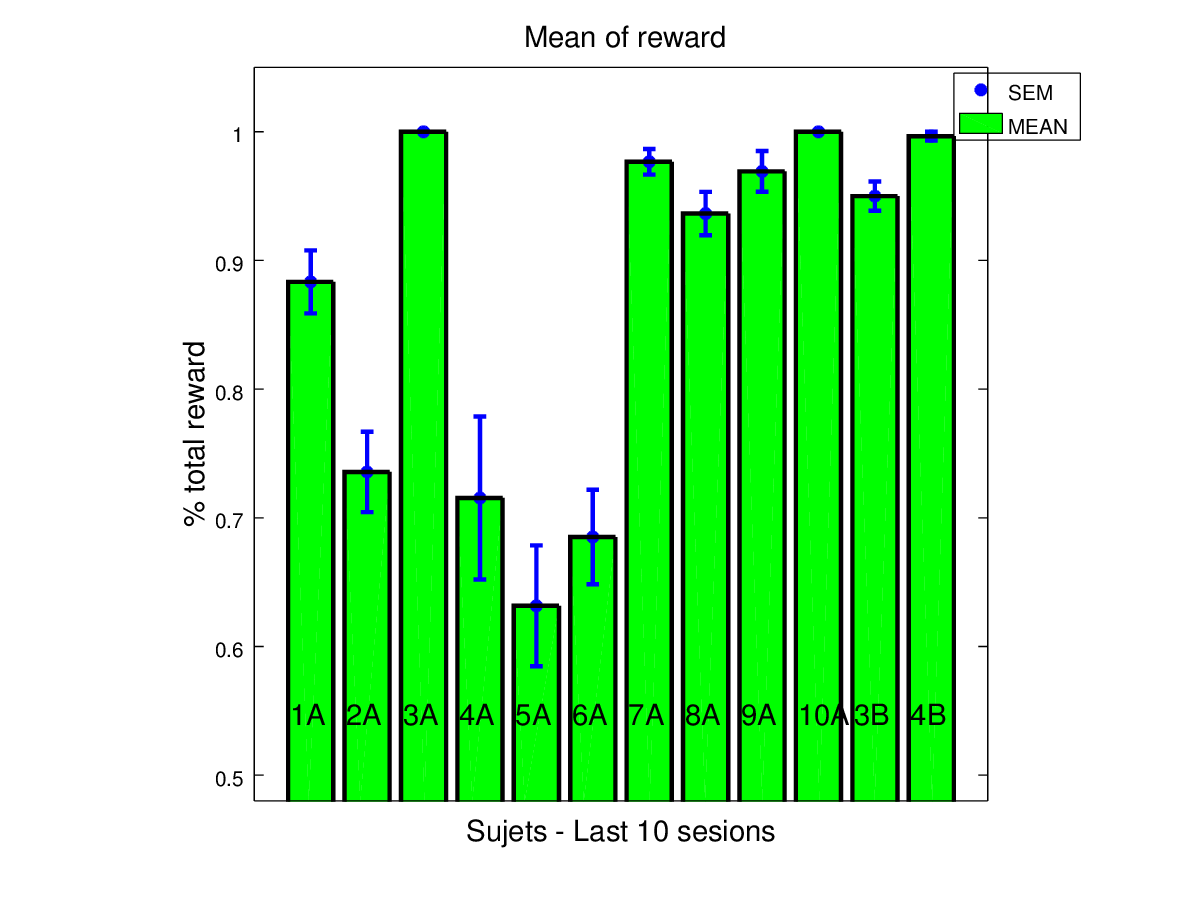 Mean of reward
SEM
MEAN
1
0.9
0.8
0.7
0.6
0.5
% total reward
1A 2A 3A 4A 5A 6A 7A 8A 9A 10A 3B 4B
Sujets - Last 10 sesions